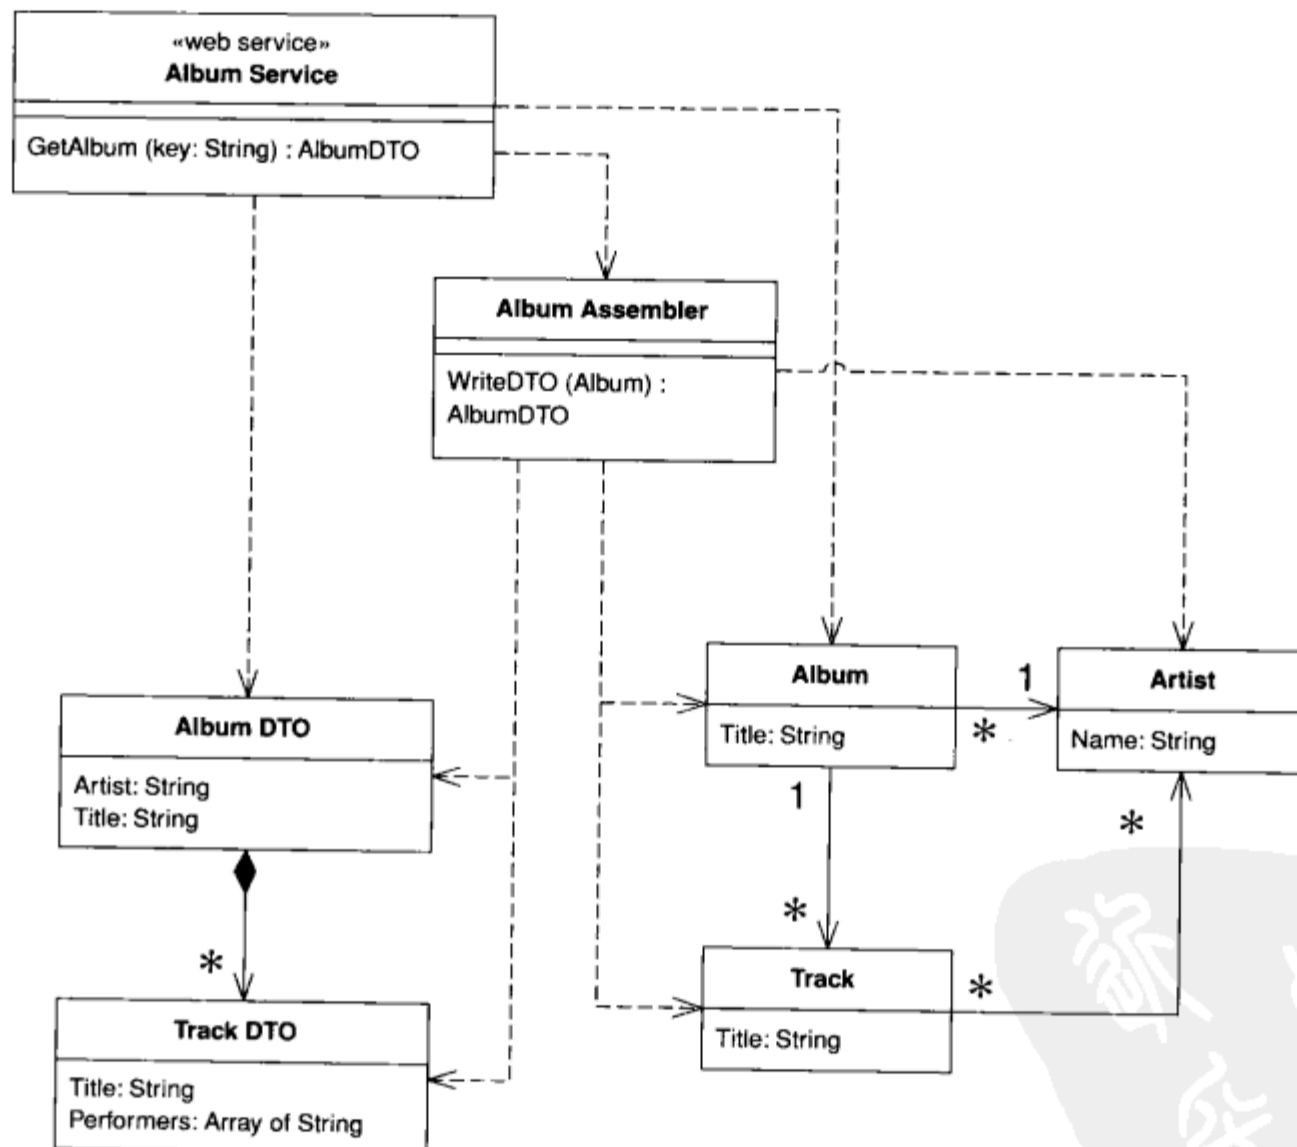 «web service»
Album Service
GetAlbum (key: String) : AlbumDTO
Album Assembler
WriteDTO (Album) :
AlbumDTO
Album
Title: String
1
*
Artist
Name: String
Album DTO
Artist: String
Title: String
1
*
*
*
*
Track
Title: String
Track DTO
Title: String
Performers: Array of String